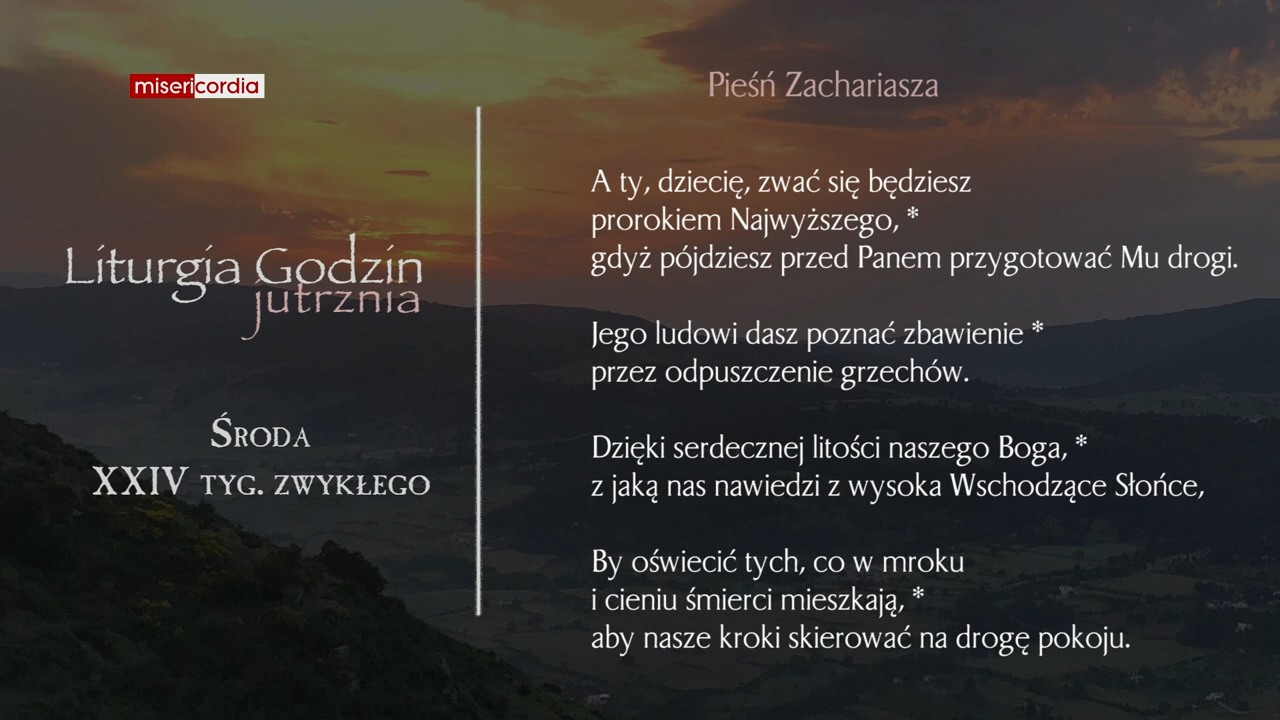 misericordia
Liturgia Godzin
jutrznia
Środa
XXIV tyg. zwykłego
Pieśń Zachariasza
A ty, dziecię, zwać się będziesz
prorokiem Najwyższego, *
gdyż pójdziesz przed Panem przygotować Mu drogi.
Jego ludowi dasz poznać zbawienie *
przez odpuszczenie grzechów.
Dzięki serdecznej litości naszego Boga, *
z jaką nas nawiedzi z wysoka Wschodzące Słońce,
By oświecić tych, co w mroku
i cieniu śmierci mieszkają, *
aby nasze kroki skierować na drogę pokoju.